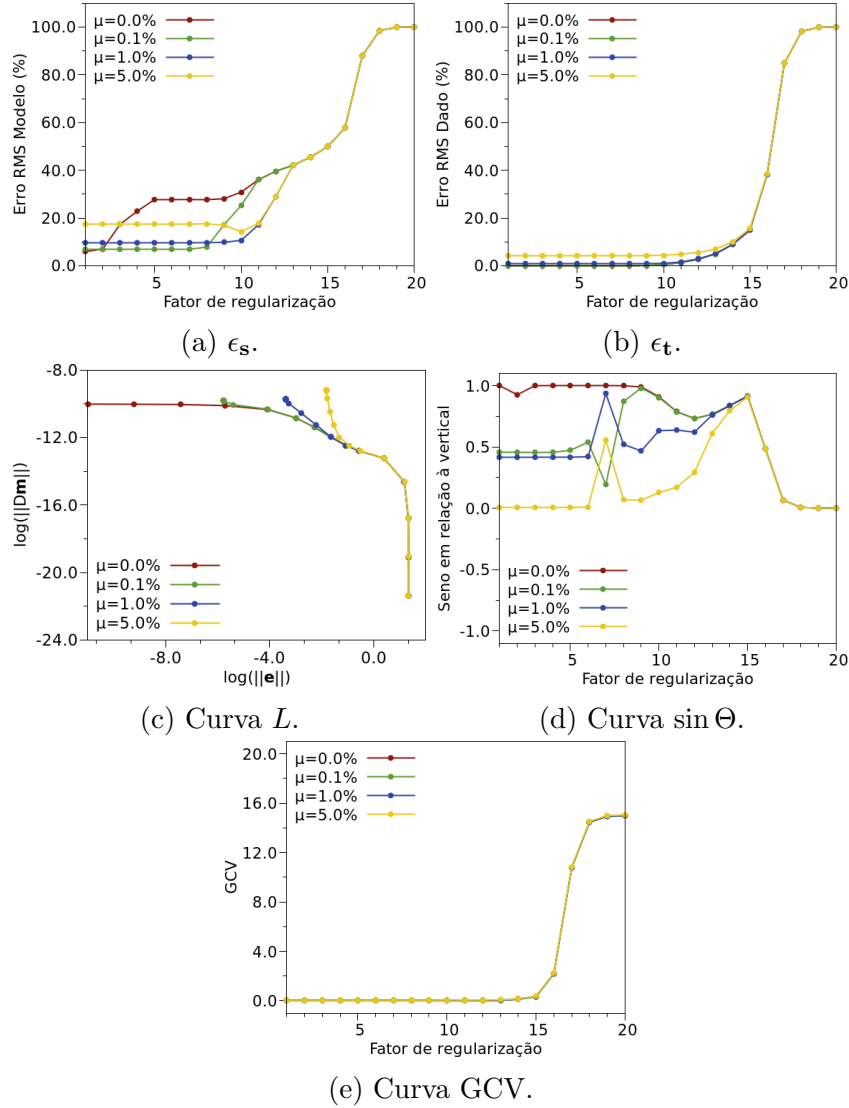 100.0
80.0
60.0
40.0
20.0
0.0
Erro RMS Modelo (%)
μ=0.0%
μ=0.1%
μ=1.0%
μ=5.0%
5 10 15 20
Fator de regularização
(a) ϵs.
100.0
80.0
60.0
40.0
20.0
0.0
Erro RMS Dado (%)
μ=0.0%
μ=0.1%
μ=1.0%
μ=5.0%
5 10 15 20
Fator de regularização
(b) ϵt.
-8.0
-12.0
-16.0
-20.0
-24.0
log(||Dm||)
μ=0.0%
μ=0.1%
μ=1.0%
μ=5.0%
-8.0 -4.0 0.0
log(||e||)
(c) Curva L.
1.0
0.5
0.0
-0.5
-1.0
Seno em relação à vertical
μ=0.0%
μ=0.1%
μ=1.0%
μ=5.0%
5 10 15 20
Fator de regularização
(d) Curva sin Θ.
20.0
16.0
12.0
8.0
4.0
0.0
GCV
μ=0.0%
μ=0.1%
μ=1.0%
μ=5.0%
5 10 15 20
Fator de regularização
(e) Curva GCV.